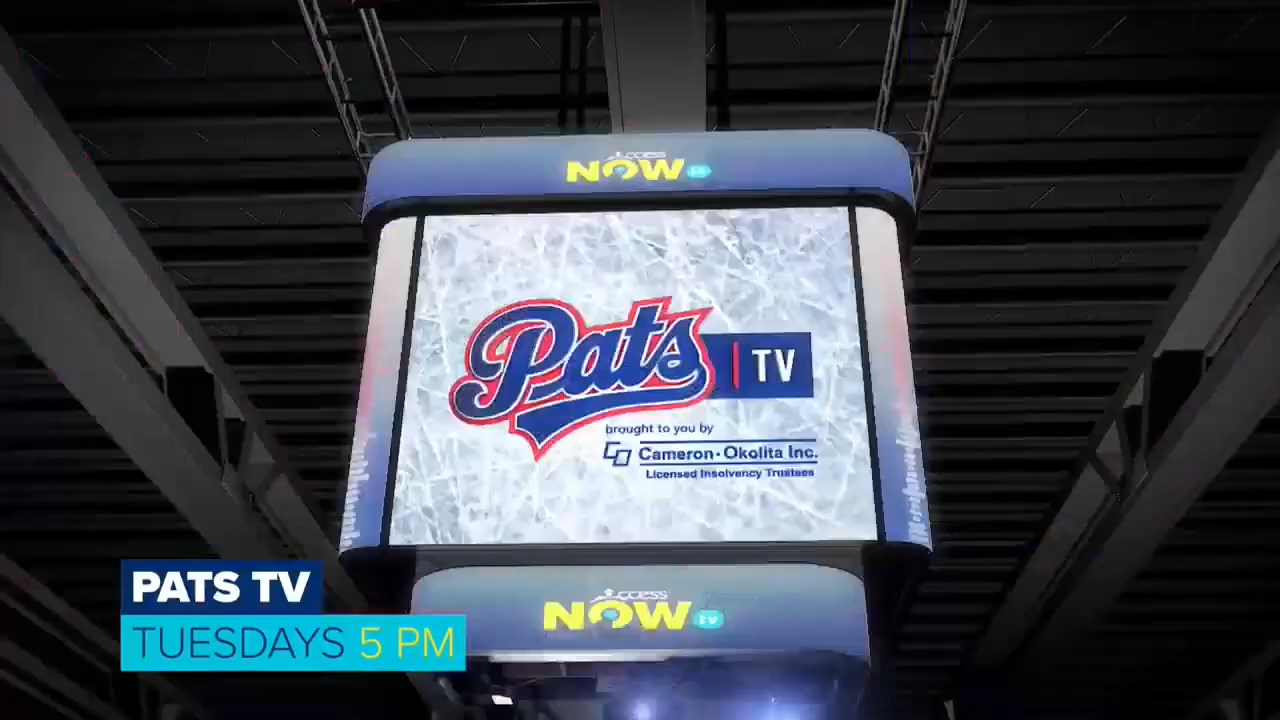 Access
NOW TV
Pats TV
brought to you by
Cameron-Okolita Inc.
Licensed Insolvency Trustees
Access
NOW TV
PATS TV
TUESDAYS 5 PM